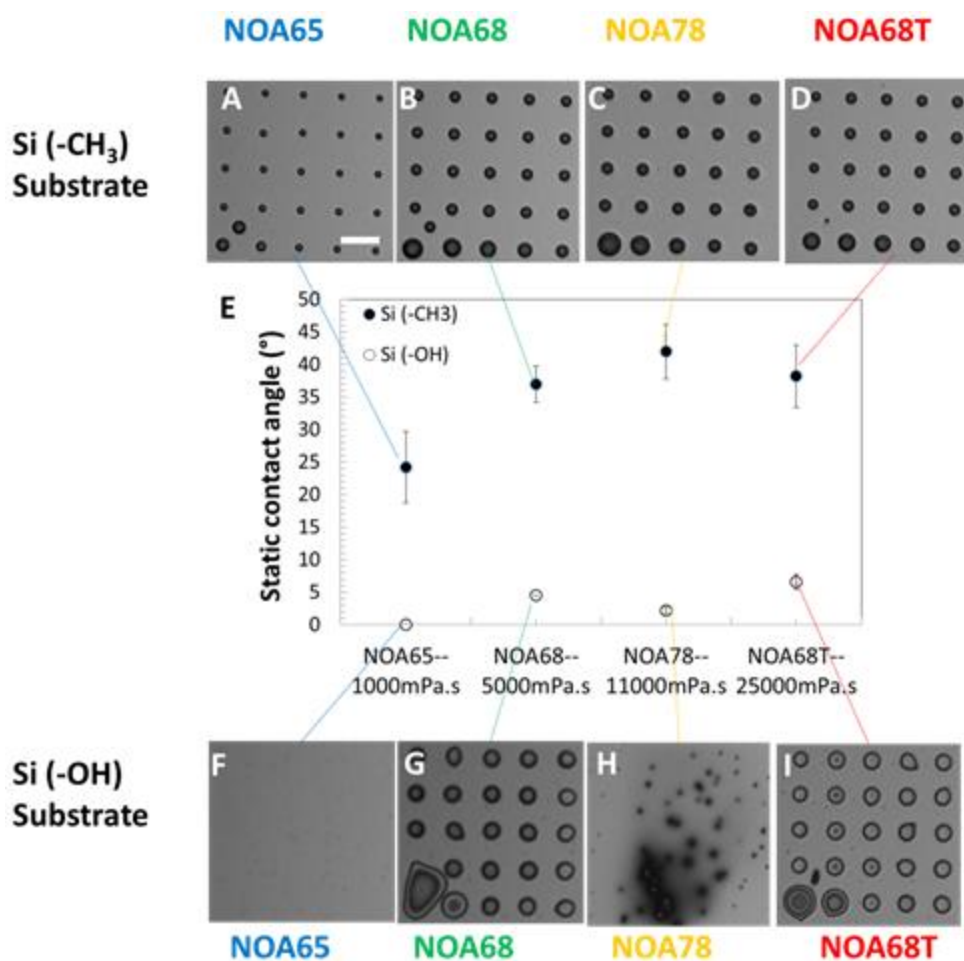 NOA65 NOA68 NOA78 NOA68T
A B C D
Si (-CH₃)
Substrate
E
Static contact angle (°)
50
45
40
35
30
25
20
15
10
5
0
Si (-CH3)
Si (-OH)
NOA65-- NOA68-- NOA78-- NOA68T--
1000mPa.s 5000mPa.s 11000mPa.s 25000mPa.s
F G H I
Si (-OH)
Substrate
NOA65 NOA68 NOA78 NOA68T